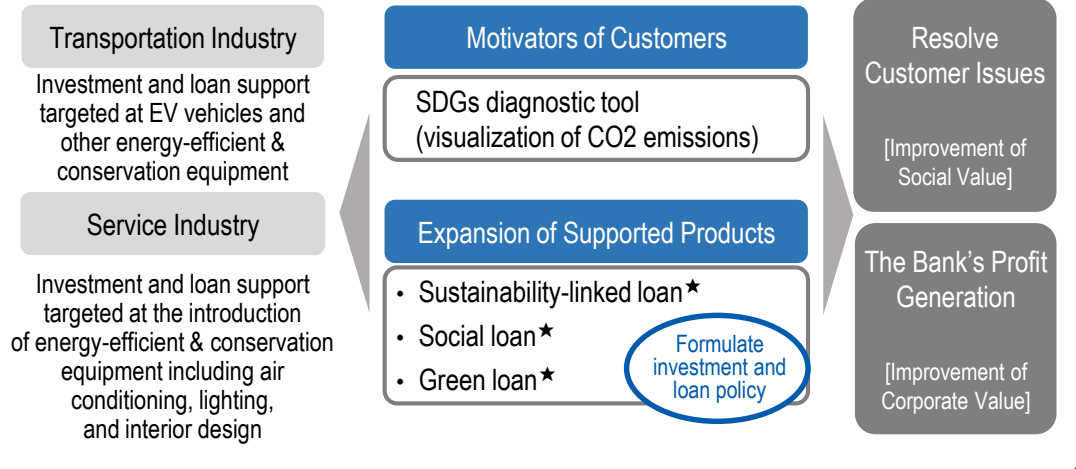 Transportation Industry
Investment and loan support
targeted at EV vehicles and
other energy-efficient &
conservation equipment
Service Industry
Investment and loan support
targeted at the introduction
of energy-efficient & conservation
equipment including air
conditioning, lighting,
and interior design
Motivators of Customers
SDGs diagnostic tool
(visualization of CO2 emissions)
Expansion of Supported Products
・ Sustainability-linked loan★
・ Social loan★
・ Green loan★
Formulate
investment and
loan policy
Resolve
Customer Issues
[Improvement of
Social Value]
The Bank's Profit
Generation
[Improvement of
Corporate Value]